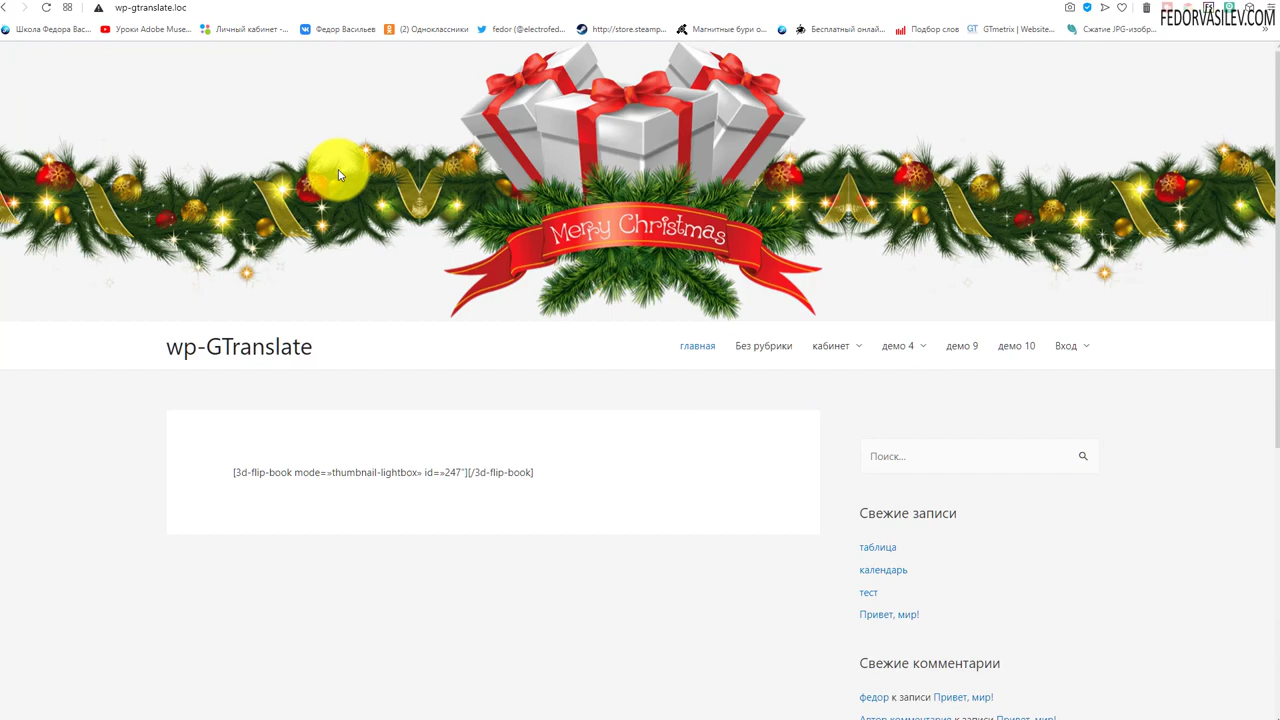 wp-gtranslate.loc
FEDORVASILEV.COM
Школа Федора Вас...
Уроки Adobe Muse...
Личный кабинет -...
Федор Васильев
(2) Одноклассники
fedor (@electrofed...
http://store.steamp...
Магнитные бури о...
Бесплатный онлай...
Подбор слов
GTmetrix | Website...
Сжатие JPG-изобр...
Merry Christmas
wp-GTranslate
главная
Без рубрики
кабинет
демо 4
демо 9
демо 10
Вход
[3d-flip-book mode=»thumbnail-lightbox» id=»247″][/3d-flip-book]
Поиск...
Свежие записи
таблица
календарь
тест
Привет, мир!
Свежие комментарии
федор к записи Привет, мир!
Автор комментария к записи Привет, мир!